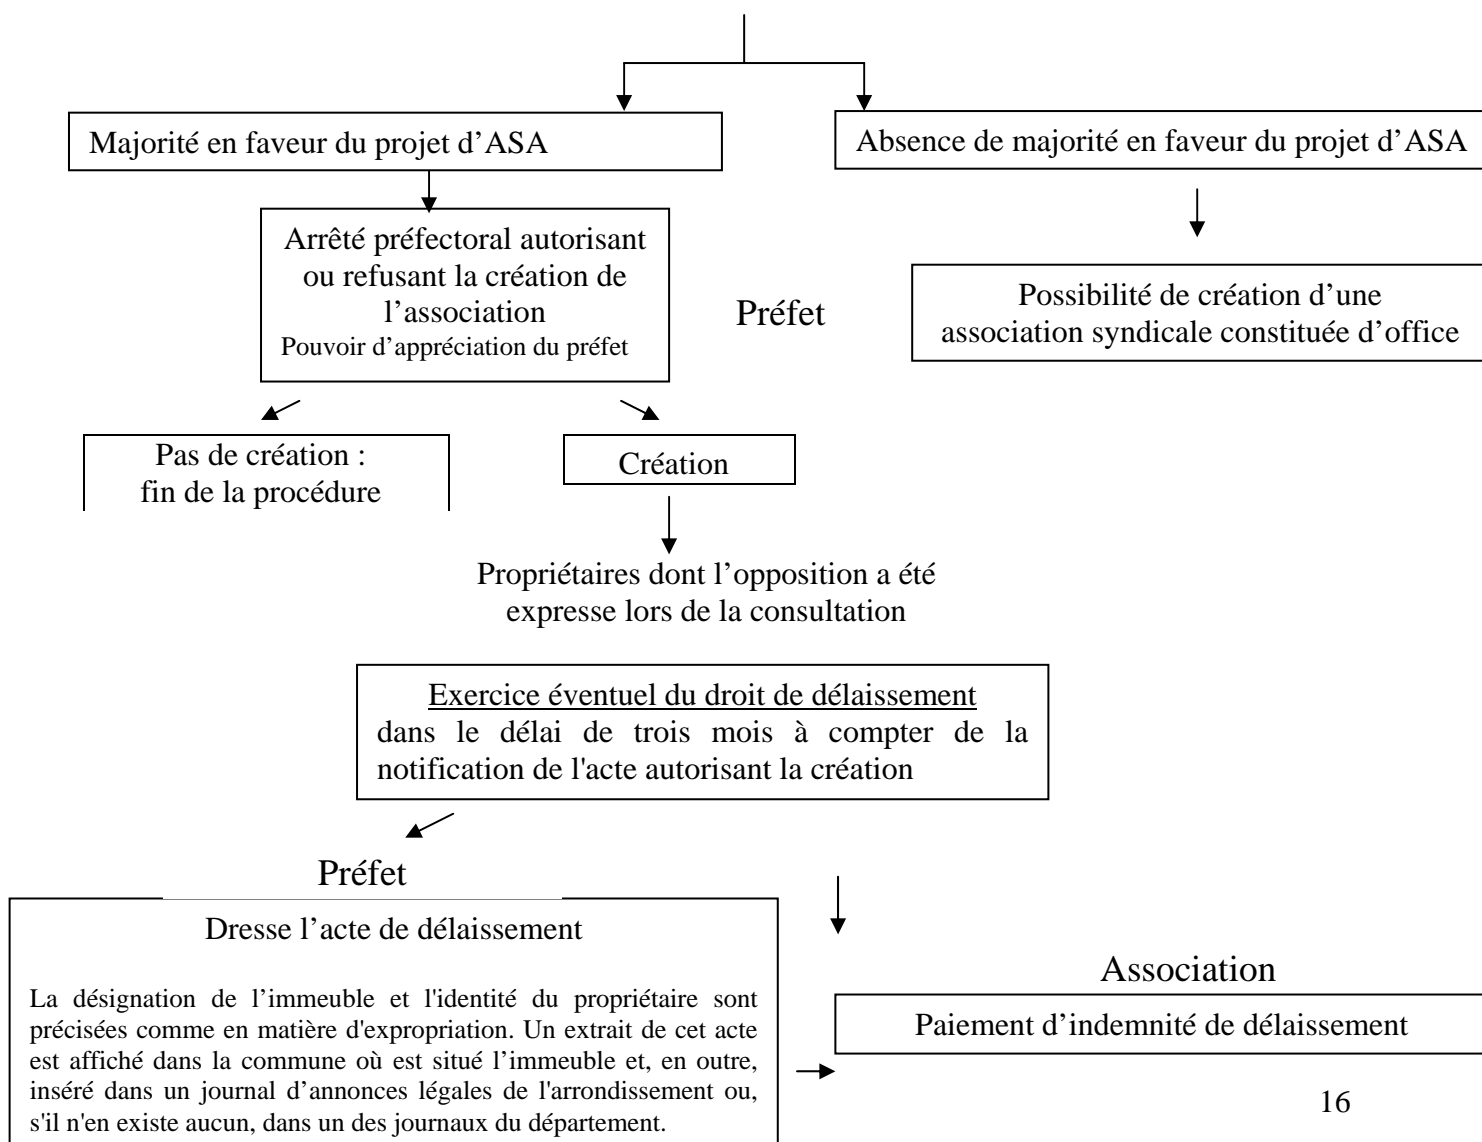 Majorité en faveur du projet d’ASA
Absence de majorité en faveur du projet d’ASA
Arrêté préfectoral autorisant
ou refusant la création de
l’association
Pouvoir d’appréciation du préfet
Préfet
Possibilité de création d’une
association syndicale constituée d’office
Pas de création :
fin de la procédure
Création
Propriétaires dont l’opposition a été
expresse lors de la consultation
Exercice éventuel du droit de délaissement
dans le délai de trois mois à compter de la
notification de l'acte autorisant la création
Préfet
Dresse l’acte de délaissement
La désignation de l’immeuble et l'identité du propriétaire sont
précisées comme en matière d'expropriation. Un extrait de cet acte
est affiché dans la commune où est situé l’immeuble et, en outre,
inséré dans un journal d’annonces légales de l'arrondissement ou,
s'il n'en existe aucun, dans un des journaux du département.
Association
Paiement d’indemnité de délaissement
16